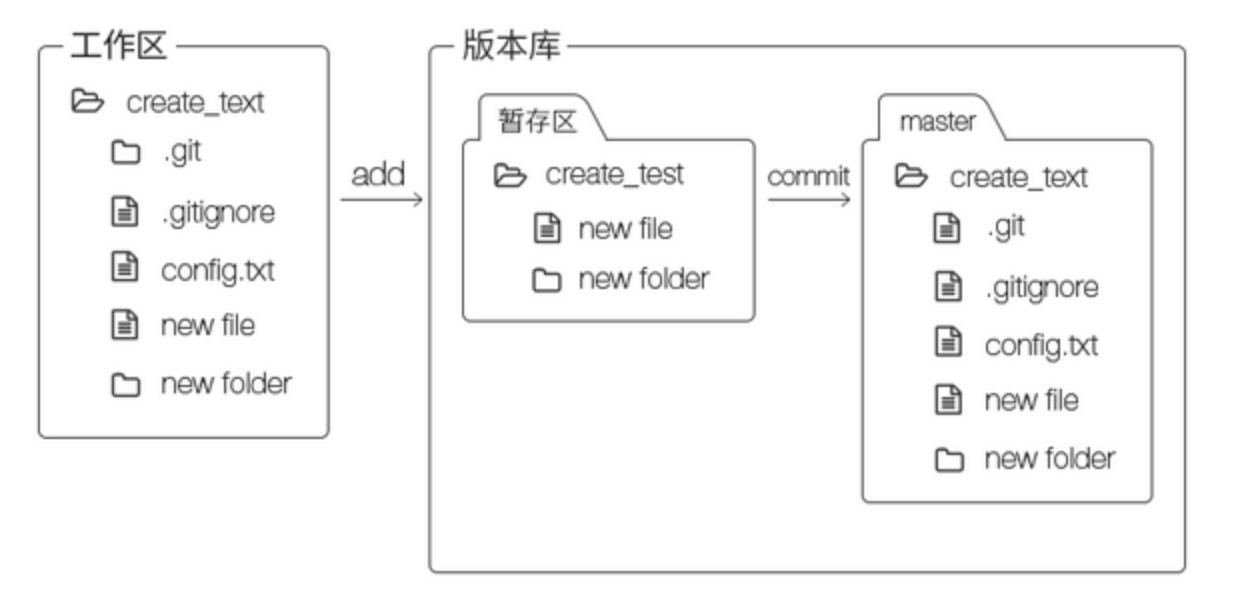 工作区
create_text
.git
.gitignore
config.txt
new file
new folder
add
版本库
暂存区
create_test
new file
new folder
commit
master
create_text
.git
.gitignore
config.txt
new file
new folder